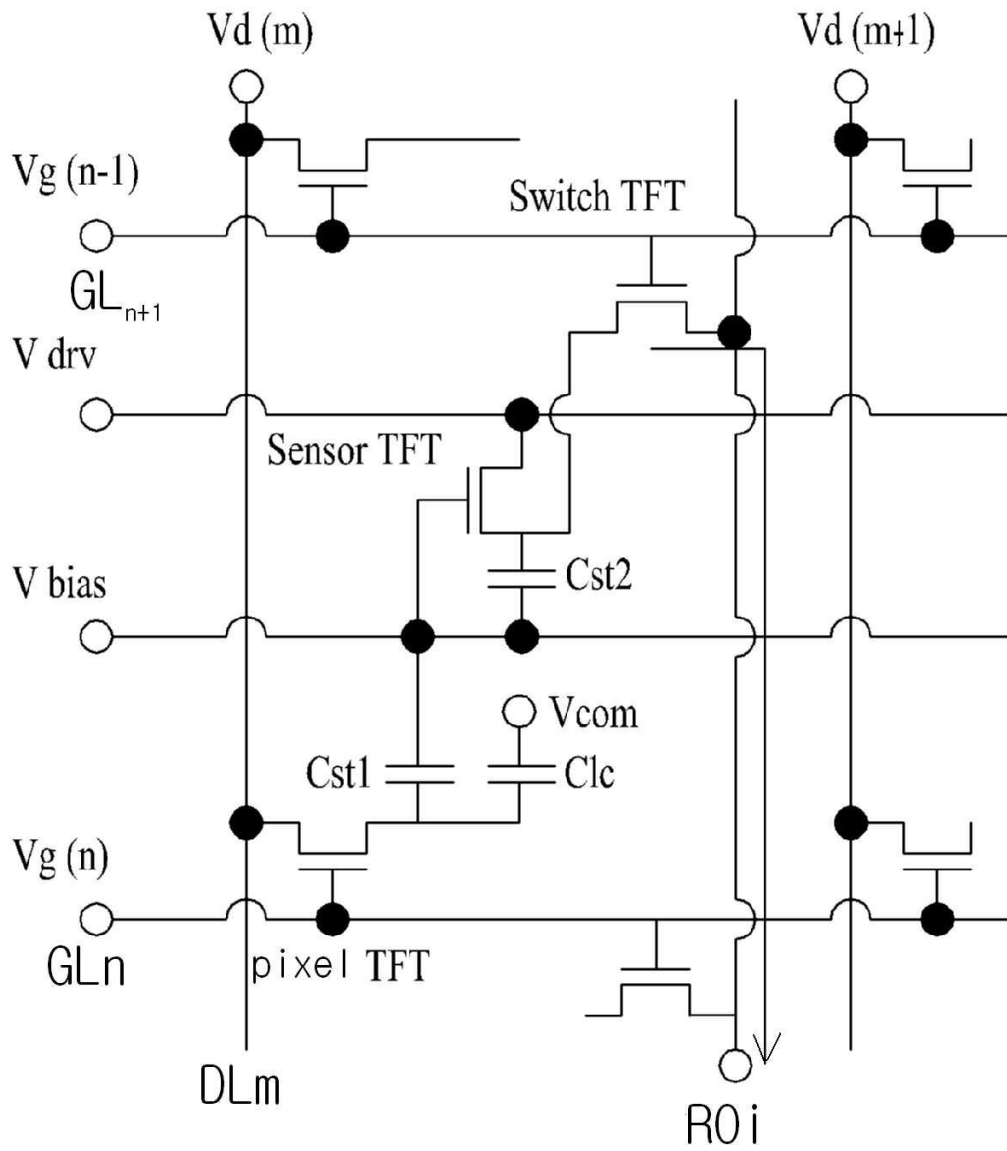 Vd (m)
Vd (m+1)
Vg (n-1)
Switch TFT
GLn+1
V drv
Sensor TFT
V bias
Cst2
Vcom
Cst1
Clc
Vg (n)
GLn
pixel TFT
DLm
ROi